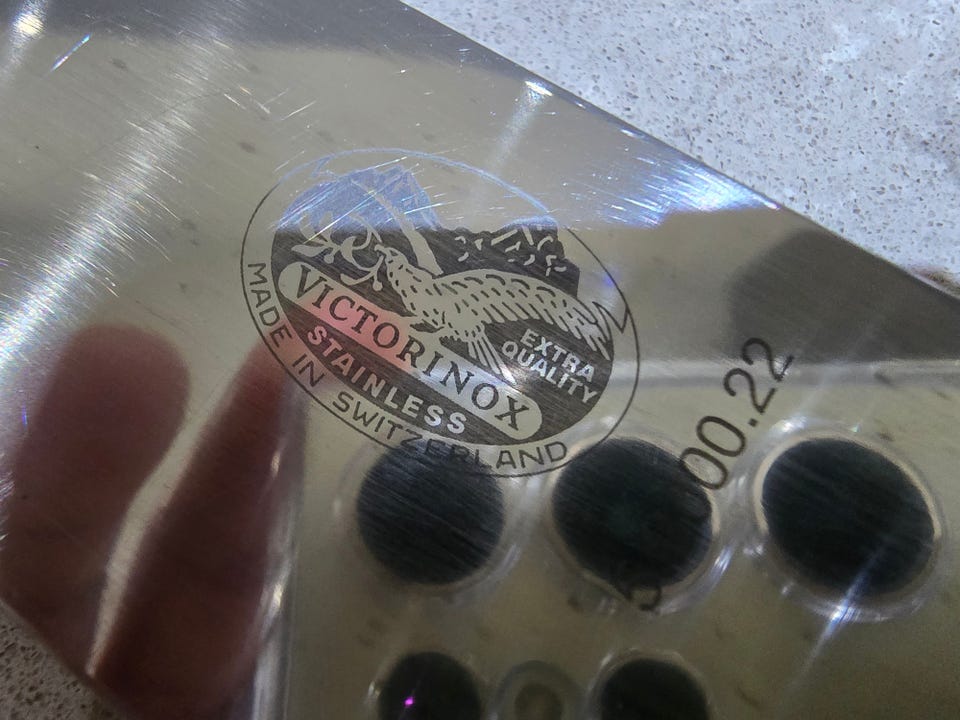 VICTORINOX
STAINLESS
EXTRA
QUALITY
MADE IN SWITZERLAND
00.22